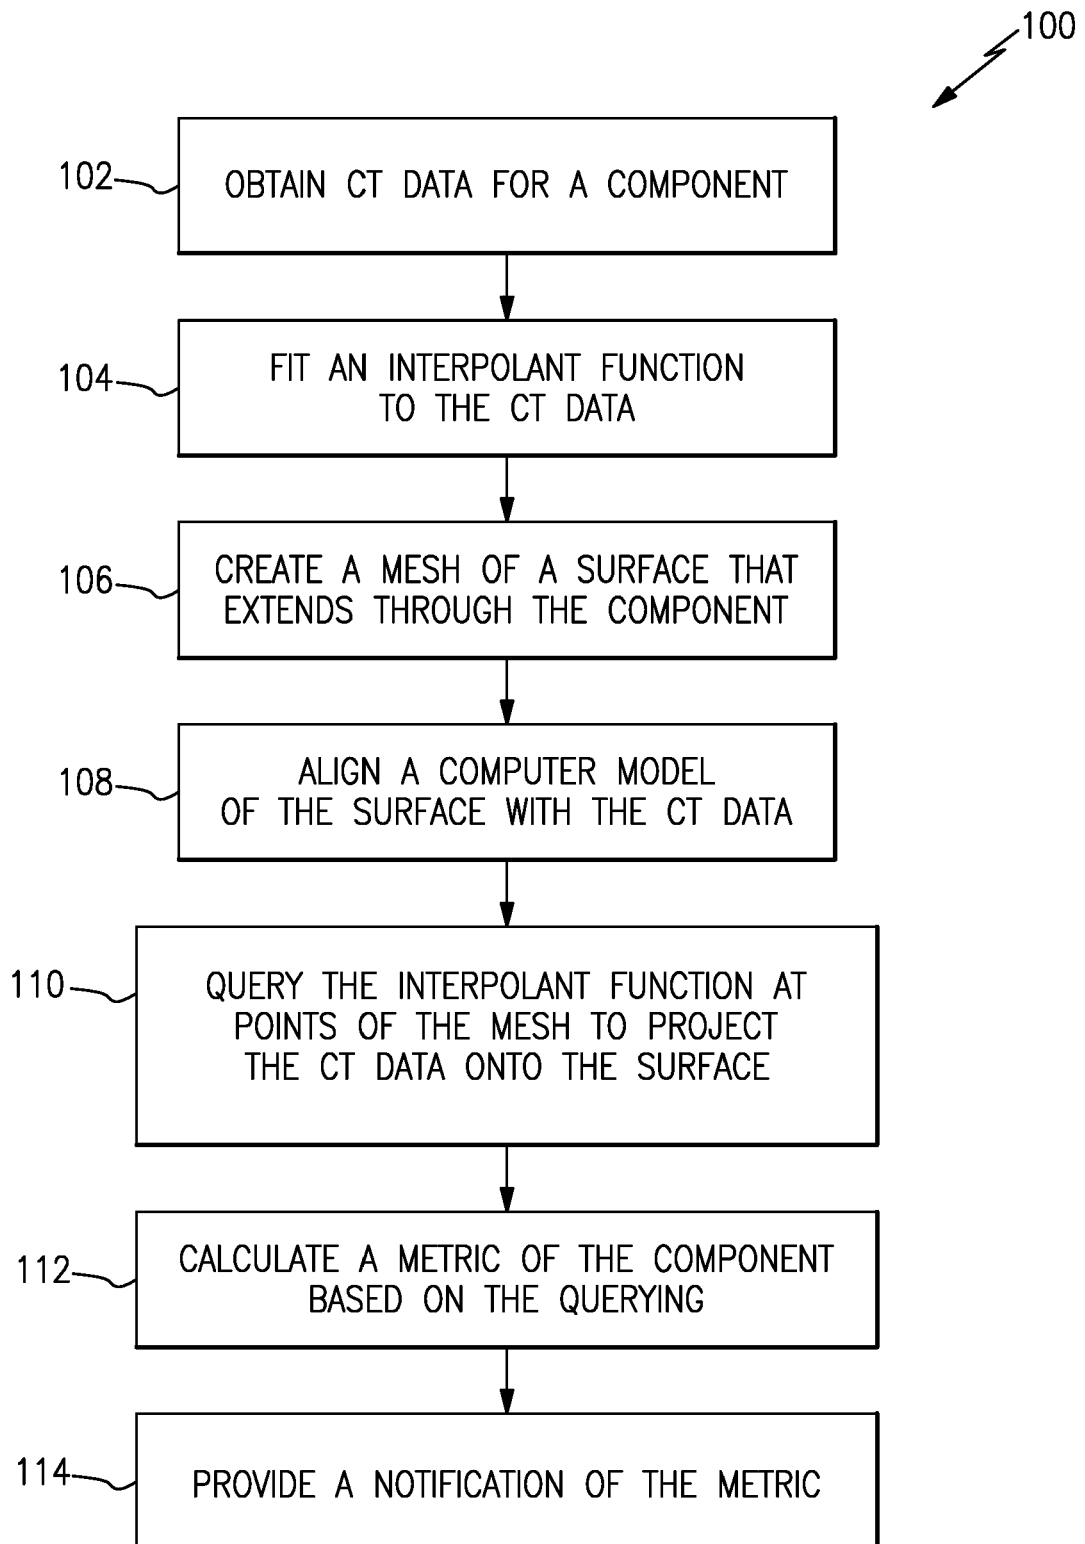 100
102
OBTAIN CT DATA FOR A COMPONENT
104
FIT AN INTERPOLANT FUNCTION
TO THE CT DATA
106
CREATE A MESH OF A SURFACE THAT
EXTENDS THROUGH THE COMPONENT
108
ALIGN A COMPUTER MODEL
OF THE SURFACE WITH THE CT DATA
110
QUERY THE INTERPOLANT FUNCTION AT
POINTS OF THE MESH TO PROJECT
THE CT DATA ONTO THE SURFACE
112
CALCULATE A METRIC OF THE COMPONENT
BASED ON THE QUERYING
114
PROVIDE A NOTIFICATION OF THE METRIC